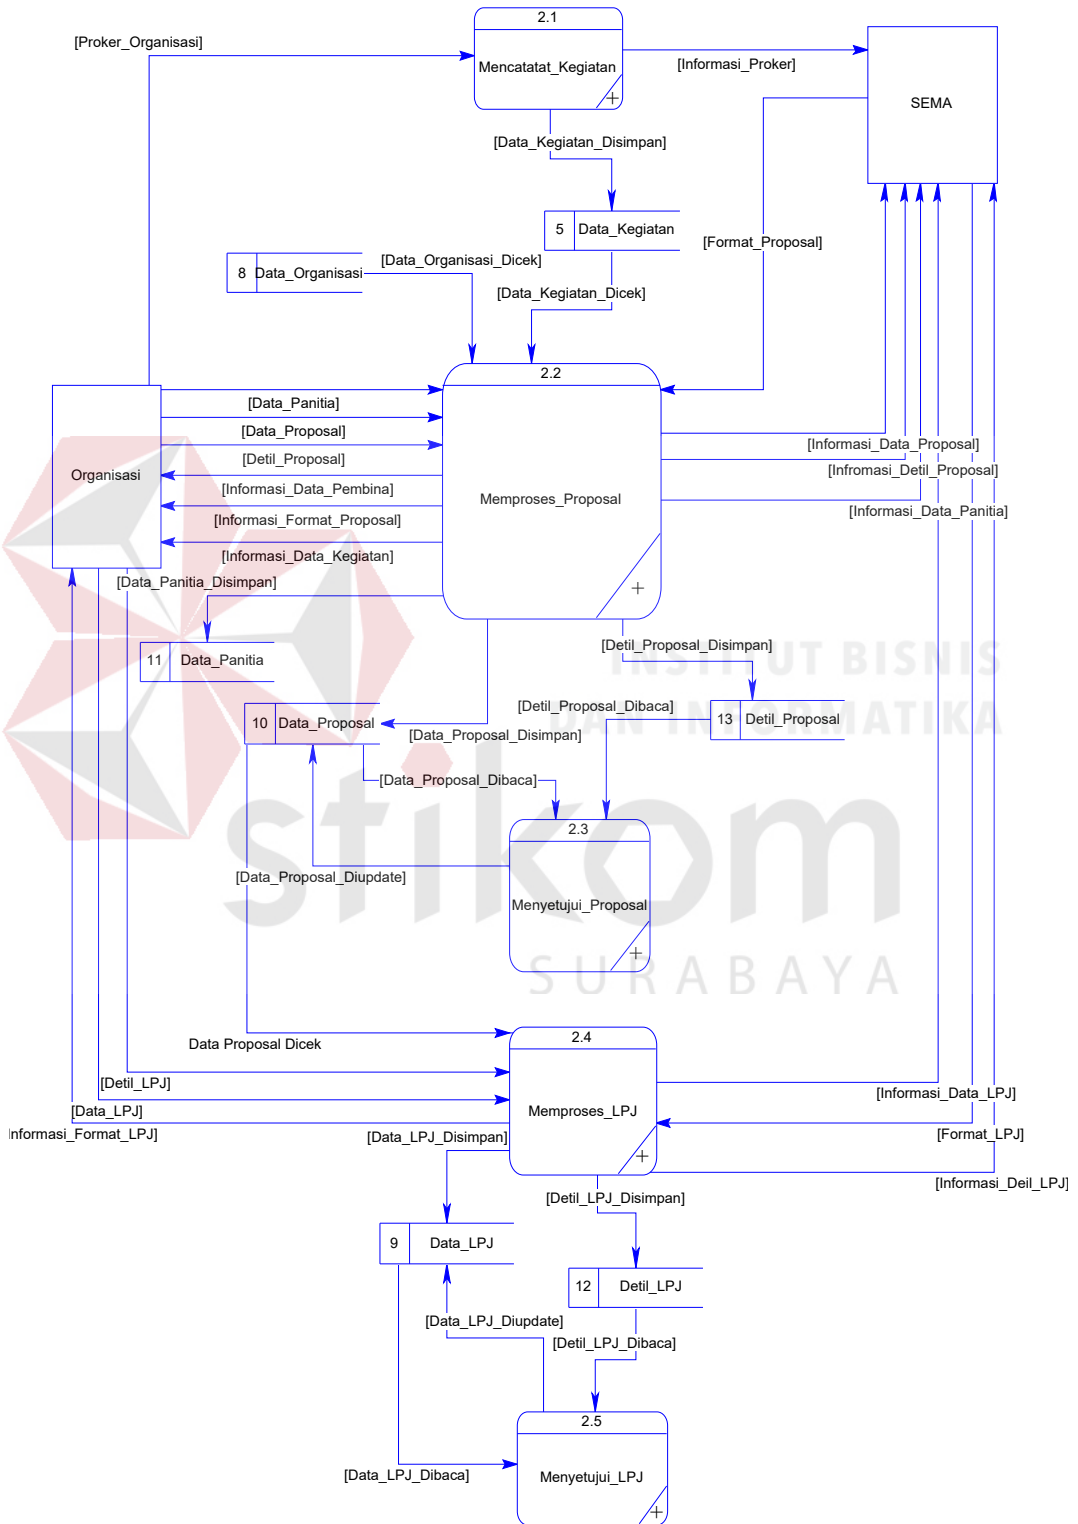 2.1
[Proker_Organisasi]
Mencatatat_Kegiatan
[Informasi_Proker]
SEMA
[Data_Kegiatan_Disimpan]
5 Data_Kegiatan
[Format_Proposal]
[Data_Organisasi_Dicek]
8 Data_Organisasi
[Data_Kegiatan_Dicek]
2.2
[Data_Panitia]
[Data_Proposal]
[Informasi_Data_Proposal]
[Detil_Proposal]
[Infromasi_Detil_Proposal]
Organisasi
[Informasi_Data_Pembina]
Memproses_Proposal
[Informasi_Data_Panitia]
[Informasi_Format_Proposal]
[Informasi_Data_Kegiatan]
[Data_Panitia_Disimpan]
[Detil_Proposal_Disimpan]
INSTITUT BISNIS
11 Data_Panitia
[Detil_Proposal_Dibaca]
10 Data_Proposal
13 Detil_Proposal
DAN INFORMATIKA
[Data_Proposal_Disimpan]
[Data_Proposal_Dibaca]
stikom
2.3
[Data_Proposal_Diupdate]
Menyetujui_Proposal
SURABAYA
2.4
Data Proposal Dicek
[Detil_LPJ]
[Informasi_Data_LPJ]
[Data_LPJ]
Memproses_LPJ
nformasi_Format_LPJ]
[Data_LPJ_Disimpan]
[Format_LPJ]
[Informasi_Deil_LPJ]
[Detil_LPJ_Disimpan]
9 Data_LPJ
12 Detil_LPJ
[Data_LPJ_Diupdate]
[Detil_LPJ_Dibaca]
2.5
[Data_LPJ_Dibaca]
Menyetujui_LPJ